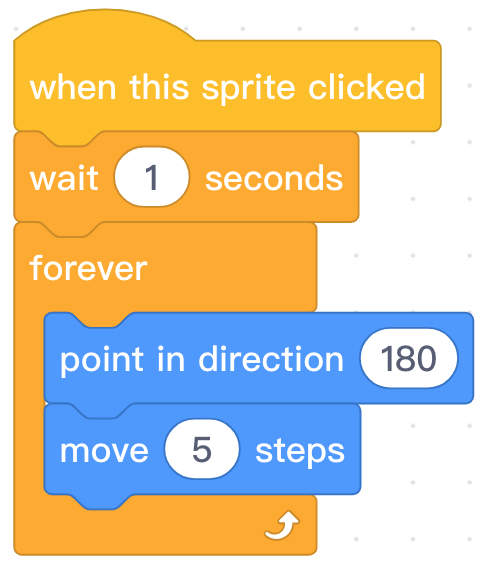 when this sprite clicked
wait 1 seconds
forever
point in direction 180
move 5 steps